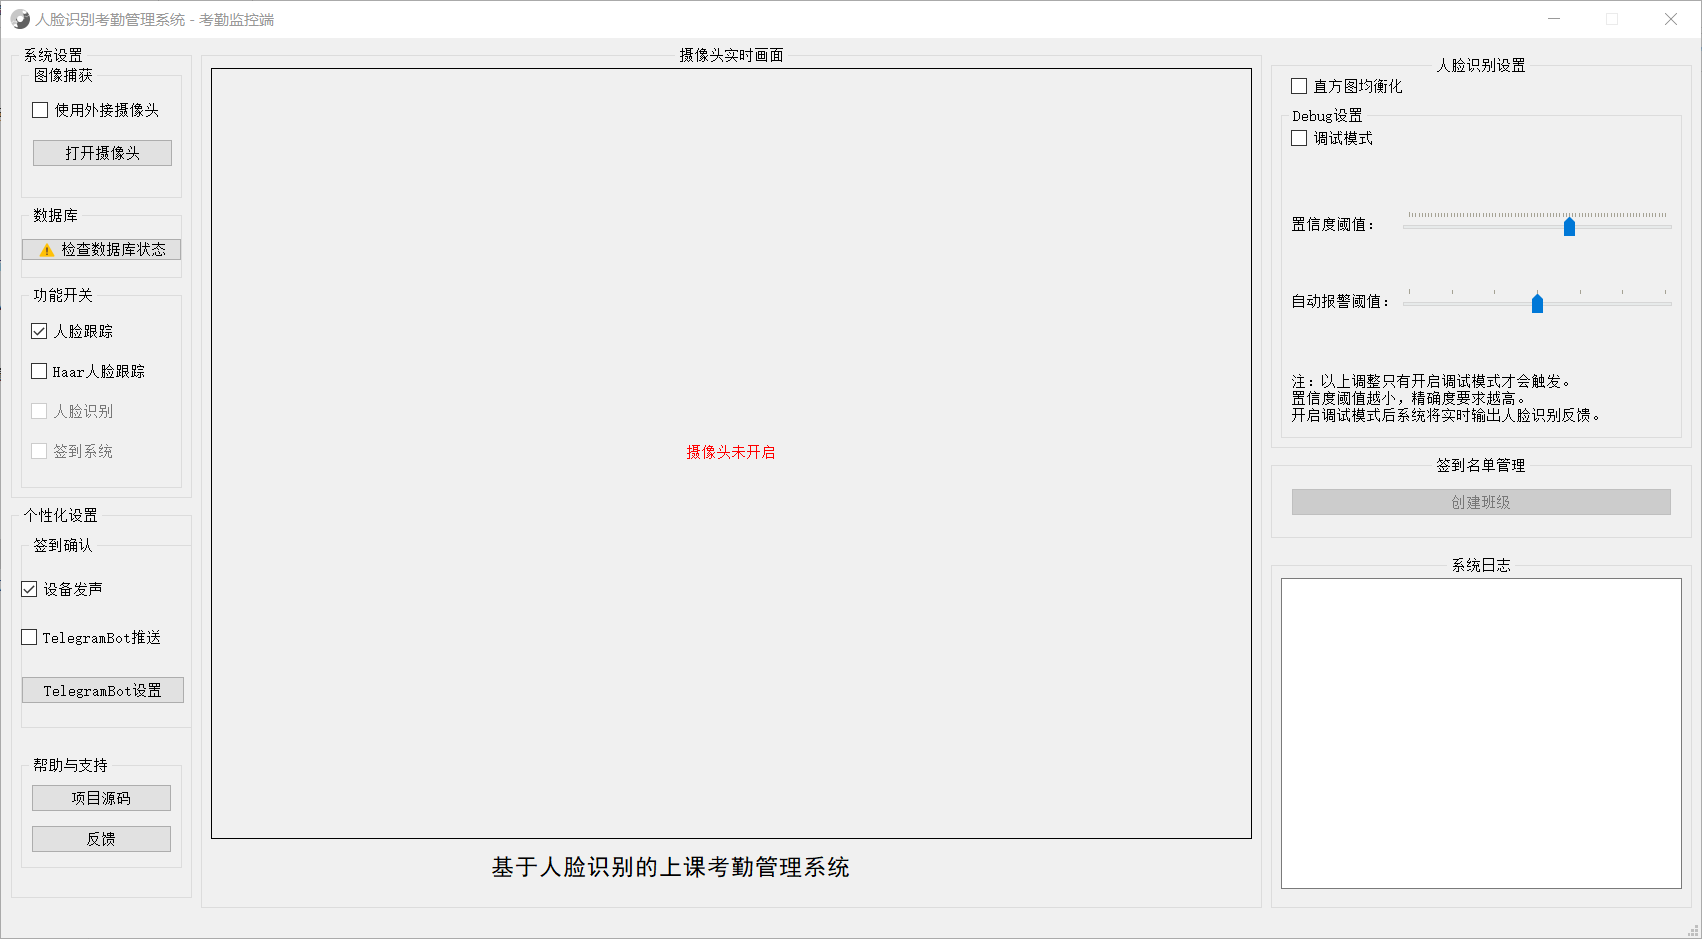 人脸识别考勤管理系统 - 考勤监控端
系统设置
图像捕获
使用外接摄像头
打开摄像头
数据库
检查数据库状态
功能开关
人脸跟踪
Haar人脸跟踪
人脸识别
签到系统
个性化设置
签到确认
设备发声
TelegramBot推送
TelegramBot设置
帮助与支持
项目源码
反馈
摄像头实时画面
摄像头未开启
基于人脸识别的上课考勤管理系统
人脸识别设置
直方图均衡化
Debug设置
调试模式
置信度阈值：
自动报警阈值：
注：以上调整只有开启调试模式才会触发。
置信度阈值越小，精确度要求越高。
开启调试模式后系统将实时输出人脸识别反馈。
签到名单管理
创建班级
系统日志